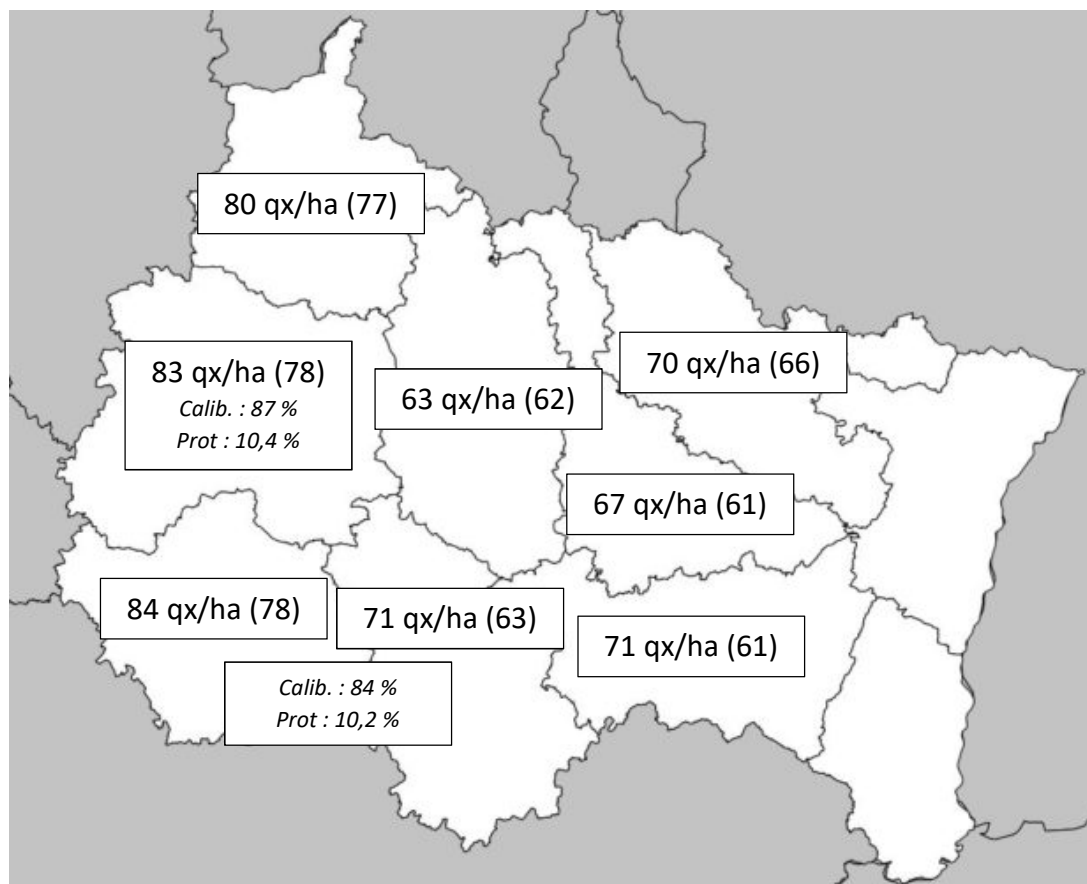 80 qx/ha (77)
83 qx/ha (78)
Calib. : 87 %
Prot : 10,4 %
63 qx/ha (62)
70 qx/ha (66)
67 qx/ha (61)
84 qx/ha (78)
71 qx/ha (63)
71 qx/ha (61)
Calib. : 84 %
Prot : 10,2 %